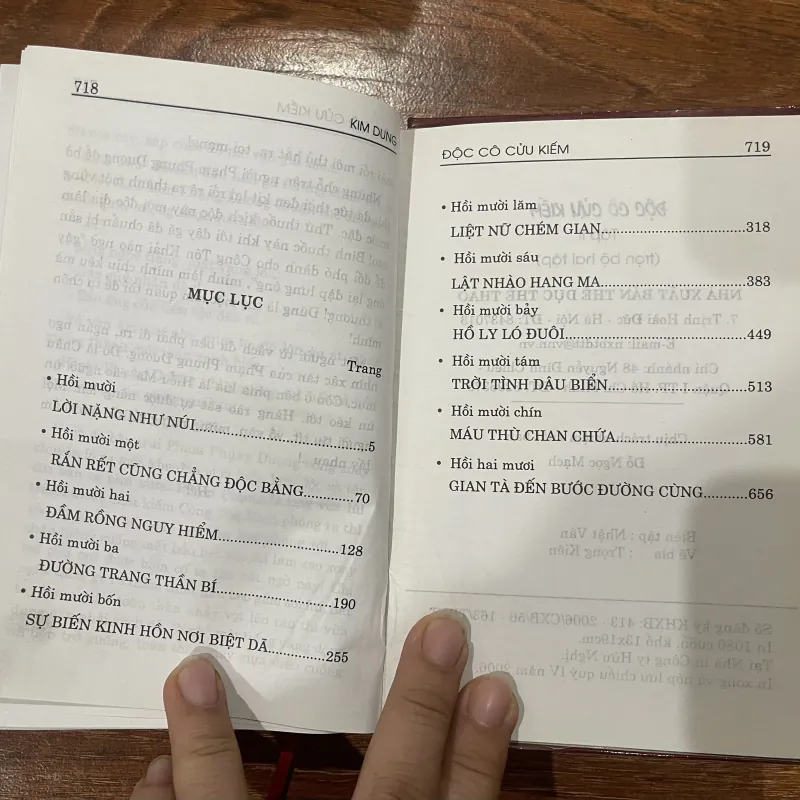 718
KIM DUNG
MỤC LỤC
Trang
• Hồi mười
LỜI NẶNG NHƯ NÚI.....................................5
• Hồi mười một
RẮN RẾT CŨNG CHẲNG ĐỘC BẰNG............70
• Hồi mười hai
ĐẦM RỒNG NGUY HIỂM..........................128
• Hồi mười ba
ĐƯỜNG TRANG THẦN BÍ..........................190
• Hồi mười bốn
SỰ BIẾN KINH HỒN NƠI BIỆT DÃ..............255
ĐỘC CÔ CỬU KIẾM
719
• Hồi mười lăm
LIỆT NỮ CHÉM GIAN..............................318
• Hồi mười sáu
LẬT NHÀO HANG MA..............................383
• Hồi mười bảy
HỒ LY LÓ ĐUÔI......................................449
• Hồi mười tám
TRỜI TÌNH DÂU BIỂN.............................513
• Hồi mười chín
MÁU THÙ CHAN CHỨA............................581
• Hồi hai mươi
GIAN TÀ ĐẾN BƯỚC ĐƯỜNG CÙNG..........656